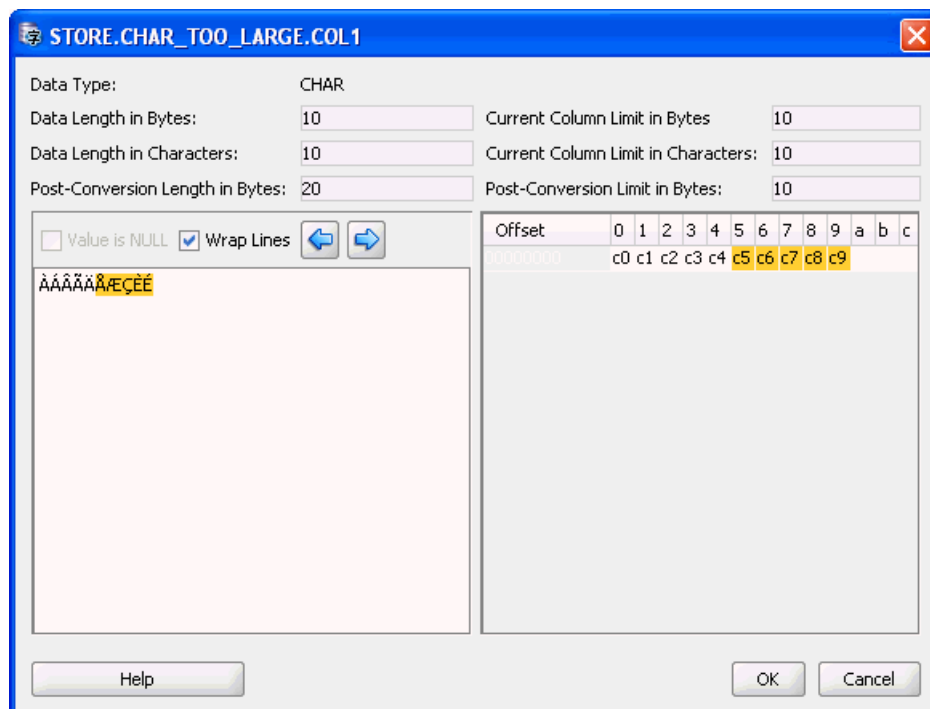 STORE.CHAR_TOO_LARGE.COL1
Data Type: CHAR
Data Length in Bytes: 10 Current Column Limit in Bytes 10
Data Length in Characters: 10 Current Column Limit in Characters: 10
Post-Conversion Length in Bytes: 20 Post-Conversion Limit in Bytes: 10
Value is NULL Wrap Lines
ÀÁÂÃÄÅÆÇÈÉ
Offset 0 1 2 3 4 5 6 7 8 9 a b c
00000000 c0 c1 c2 c3 c4 c5 c6 c7 c8 c9
Help OK Cancel